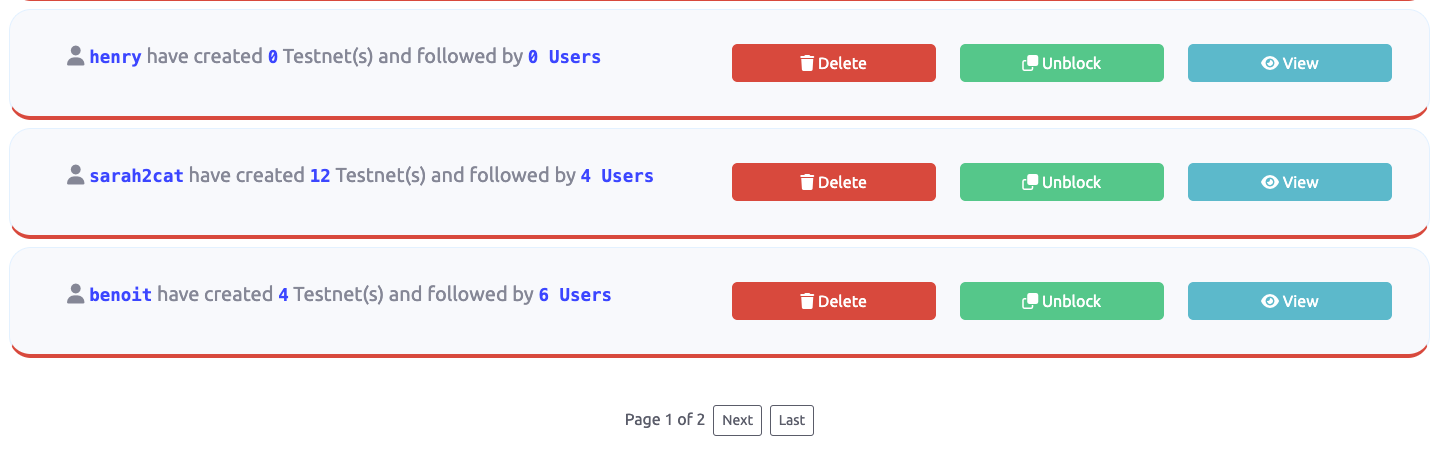 henry have created 0 Testnet(s) and followed by 0 Users
Delete
Unblock
View
sarah2cat have created 12 Testnet(s) and followed by 4 Users
Delete
Unblock
View
benoit have created 4 Testnet(s) and followed by 6 Users
Delete
Unblock
View
Page 1 of 2 Next Last